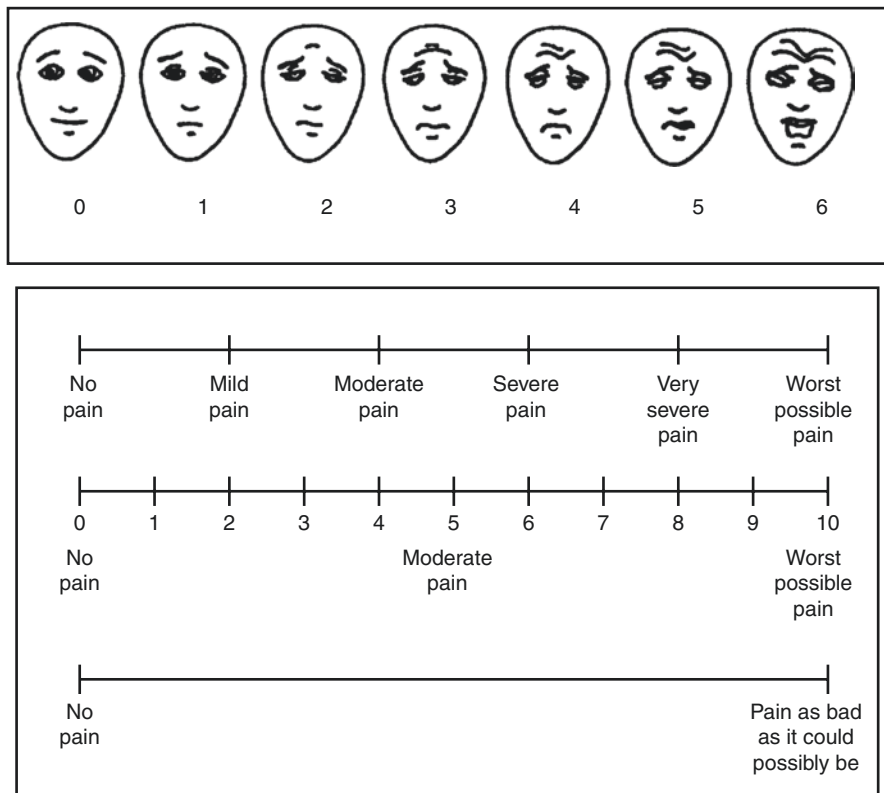 0 1 2 3 4 5 6
No Mild Moderate Severe Very Worst
pain pain pain pain severe possible
pain pain
0 1 2 3 4 5 6 7 8 9 10
No Moderate Worst
pain pain possible
pain
No Pain as bad
pain as it could
possibly be